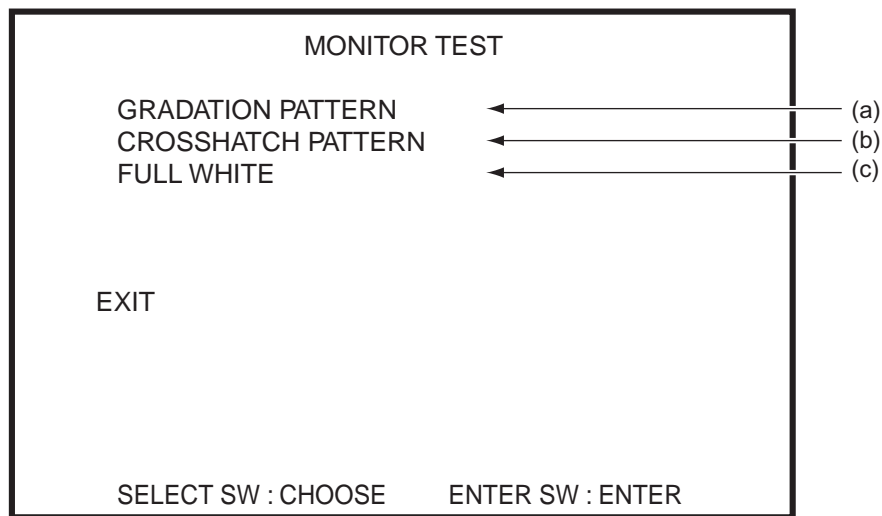 MONITOR TEST
GRADATION PATTERN (a)
CROSSHATCH PATTERN (b)
FULL WHITE (c)
EXIT
SELECT SW : CHOOSE ENTER SW : ENTER